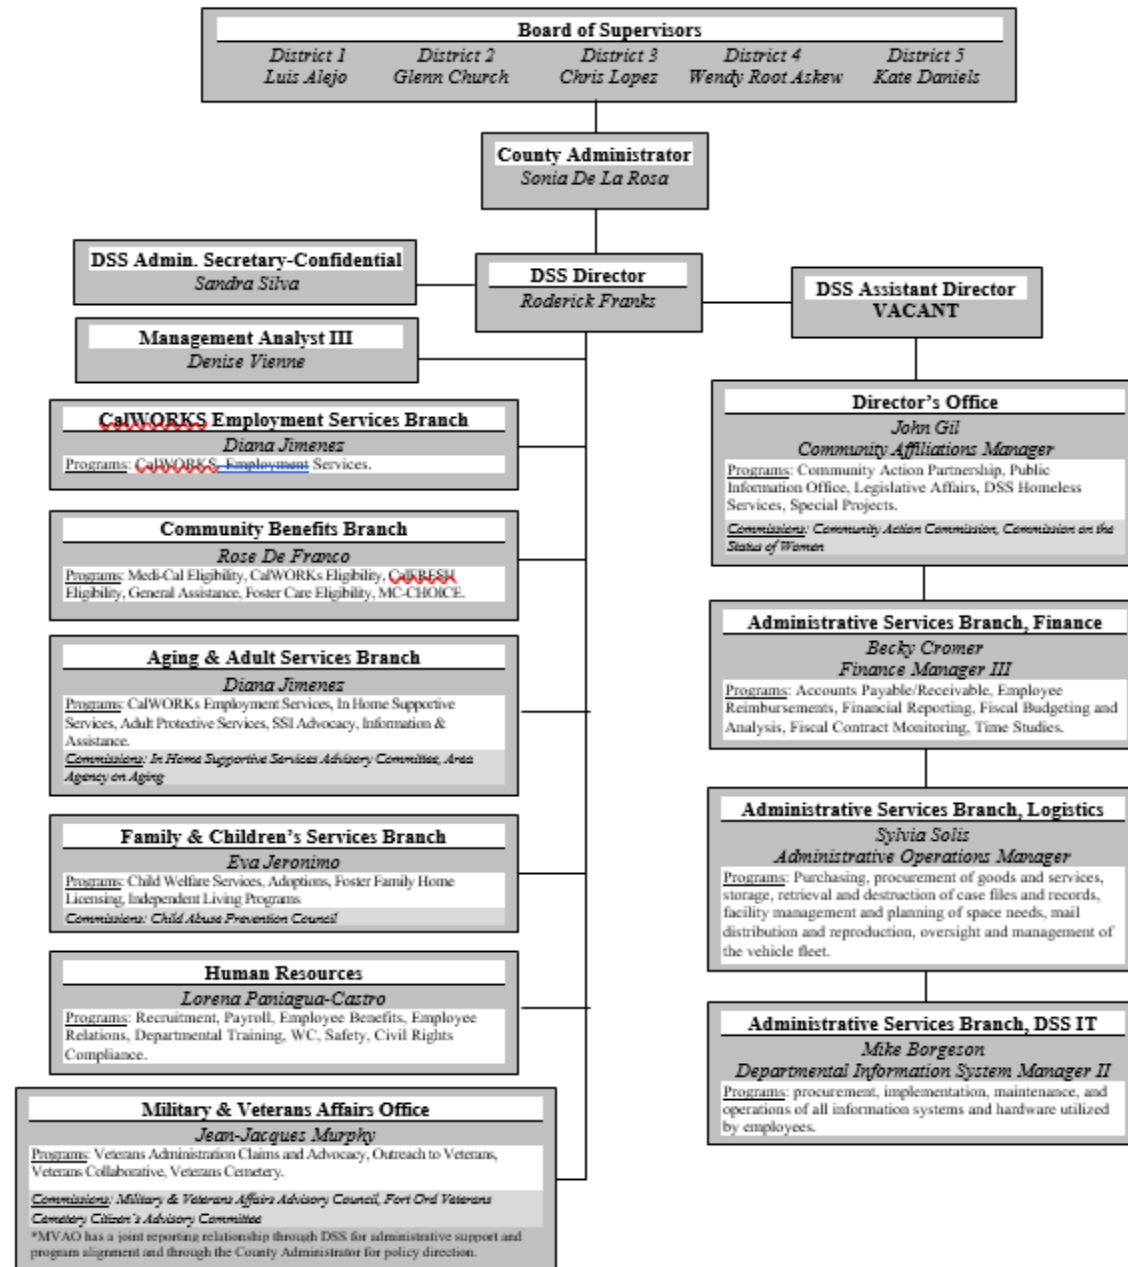 Board of Supervisors
District 1 District 2 District 3 District 4 District 5
Luis Alejo Glenn Church Chris Lopez Wendy Root Askew Kate Daniels
County Administrator
Sonia De La Rosa
DSS Admin. Secretary-Confidential
Sandra Silva
DSS Director
Roderick Franks
DSS Assistant Director
VACANT
Management Analyst III
Denise Vienne
CalWORKS Employment Services Branch
Diana Jimenez
Programs: CalWORKS Employment Services.
Community Benefits Branch
Rose De Franco
Programs: Medi-Cal Eligibility, CalWORKs Eligibility, CalFRESH
Eligibility, General Assistance, Foster Care Eligibility, MC-CHOICE.
Aging & Adult Services Branch
Diana Jimenez
Programs: CalWORKs Employment Services, In Home Supportive
Services, Adult Protective Services, SSI Advocacy, Information &
Assistance.
Commissions: In Home Supportive Services Advisory Committee, Area
Agency on Aging
Family & Children's Services Branch
Eva Jeronimo
Programs: Child Welfare Services, Adoptions, Foster Family Home
Licensing, Independent Living Programs
Commissions: Child Abuse Prevention Council
Human Resources
Lorena Paniagua-Castro
Programs: Recruitment, Payroll, Employee Benefits, Employee
Relations, Departmental Training, WC, Safety, Civil Rights
Compliance.
Military & Veterans Affairs Office
Jean-Jacques Murphy
Programs: Veterans Administration Claims and Advocacy, Outreach to Veterans,
Veterans Collaborative, Veterans Cemetery.
Commissions: Military & Veterans Affairs Advisory Council, Fort Ord Veterans
Cemetery Citizen's Advisory Committee
*MVAO has a joint reporting relationship through DSS for administrative support and
program alignment and through the County Administrator for policy direction.
Director's Office
John Gil
Community Affiliations Manager
Programs: Community Action Partnership, Public
Information Office, Legislative Affairs, DSS Homeless
Services, Special Projects.
Commissions: Community Action Commission, Commission on the
Status of Women
Administrative Services Branch, Finance
Becky Cromer
Finance Manager III
Programs: Accounts Payable/Receivable, Employee
Reimbursements, Financial Reporting, Fiscal Budgeting and
Analysis, Fiscal Contract Monitoring, Time Studies.
Administrative Services Branch, Logistics
Sylvia Solis
Administrative Operations Manager
Programs: Purchasing, procurement of goods and services,
storage, retrieval and destruction of case files and records,
facility management and planning of space needs, mail
distribution and reproduction, oversight and management of
the vehicle fleet.
Administrative Services Branch, DSS IT
Mike Borgeson
Departmental Information System Manager II
Programs: procurement, implementation, maintenance, and
operations of all information systems and hardware utilized
by employees.